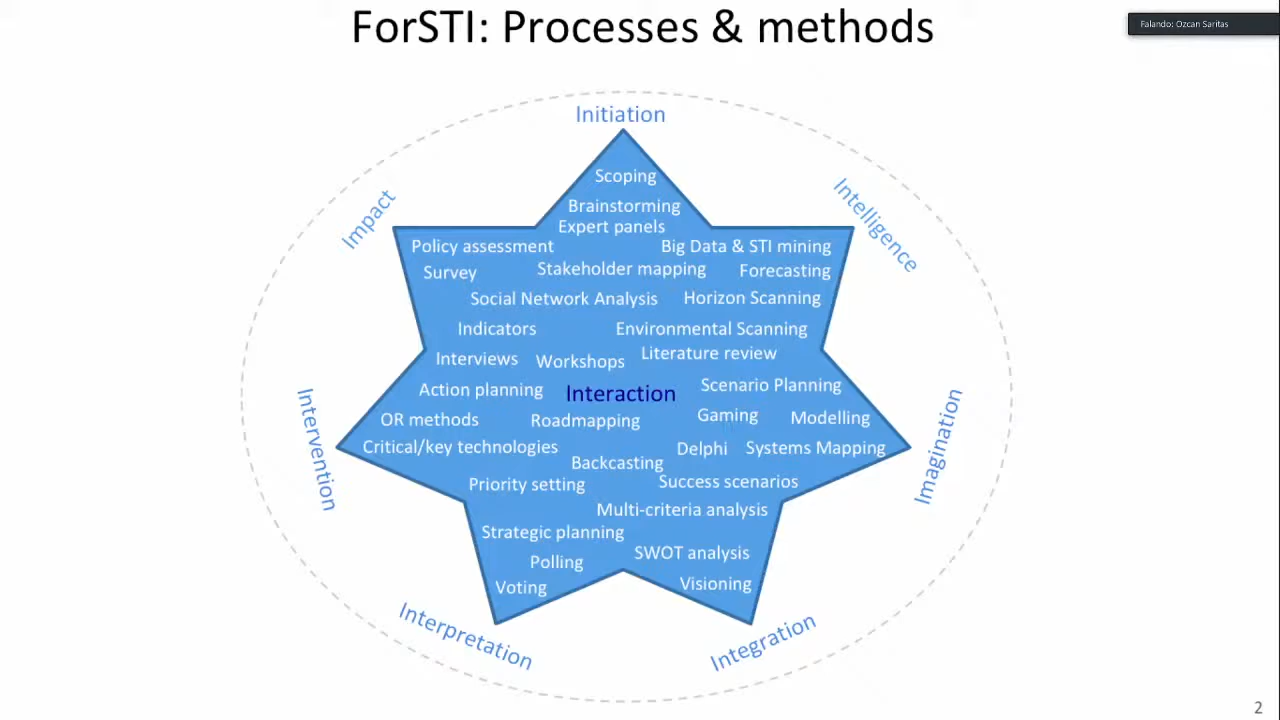 ForSTI: Processes & methods
Falando: Ozcan Saritas
Initiation
Impact
Intelligence
Scoping
Brainstorming
Expert panels
Policy assessment
Big Data & STI mining
Survey
Stakeholder mapping
Forecasting
Social Network Analysis
Horizon Scanning
Indicators
Environmental Scanning
Interviews
Workshops
Literature review
Action planning
Interaction
Scenario Planning
OR methods
Roadmapping
Gaming
Modelling
Critical/key technologies
Delphi
Systems Mapping
Backcasting
Priority setting
Success scenarios
Multi-criteria analysis
Strategic planning
SWOT analysis
Polling
Voting
Visioning
Intervention
Imagination
Interpretation
Integration
2